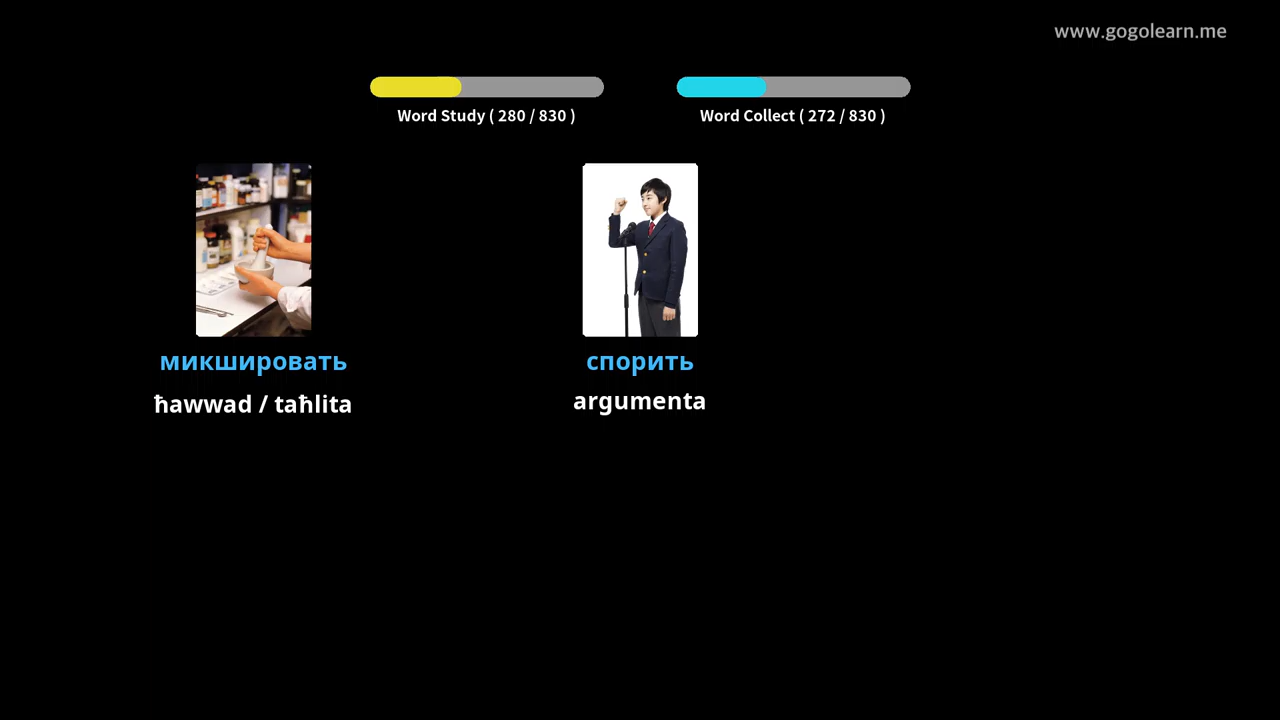 www.gogolearn.me
Word Study ( 280 / 830 )
Word Collect ( 272 / 830 )
микшировать
ħawwad / taħlita
спорить
argumenta